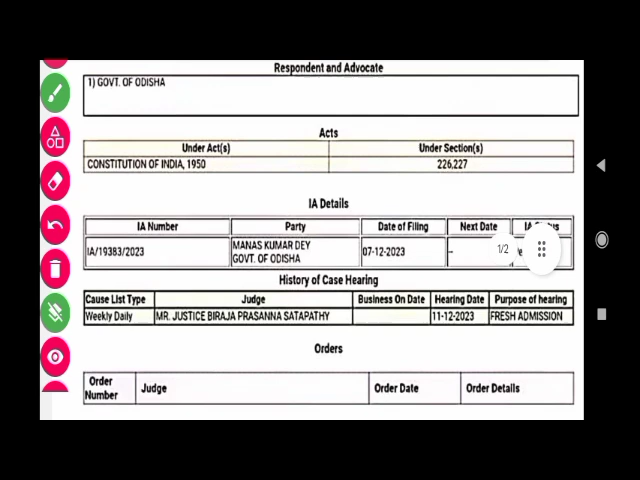 Respondent and Advocate
1) GOVT. OF ODISHA
Acts
Under Act(s) Under Section(s)
CONSTITUTION OF INDIA, 1950 226,227
IA Details
IA Number Party Date of Filing Next Date IA
IA/19383/2023 MANAS KUMAR DEY GOVT. OF ODISHA 07-12-2023 -- 1/2
History of Case Hearing
Cause List Type Judge Business On Date Hearing Date Purpose of hearing
Weekly Daily MR. JUSTICE BIRAJA PRASANNA SATAPATHY 11-12-2023 FRESH ADMISSION
Orders
Order Number Judge Order Date Order Details